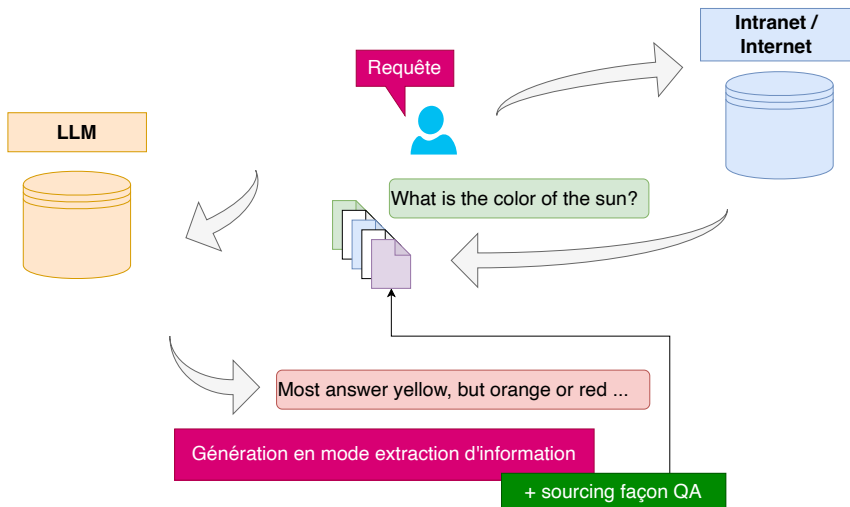 Intranet /
Internet
Requête
LLM
What is the color of the sun?
Most answer yellow, but orange or red ...
Génération en mode extraction d'information
+ sourcing façon QA